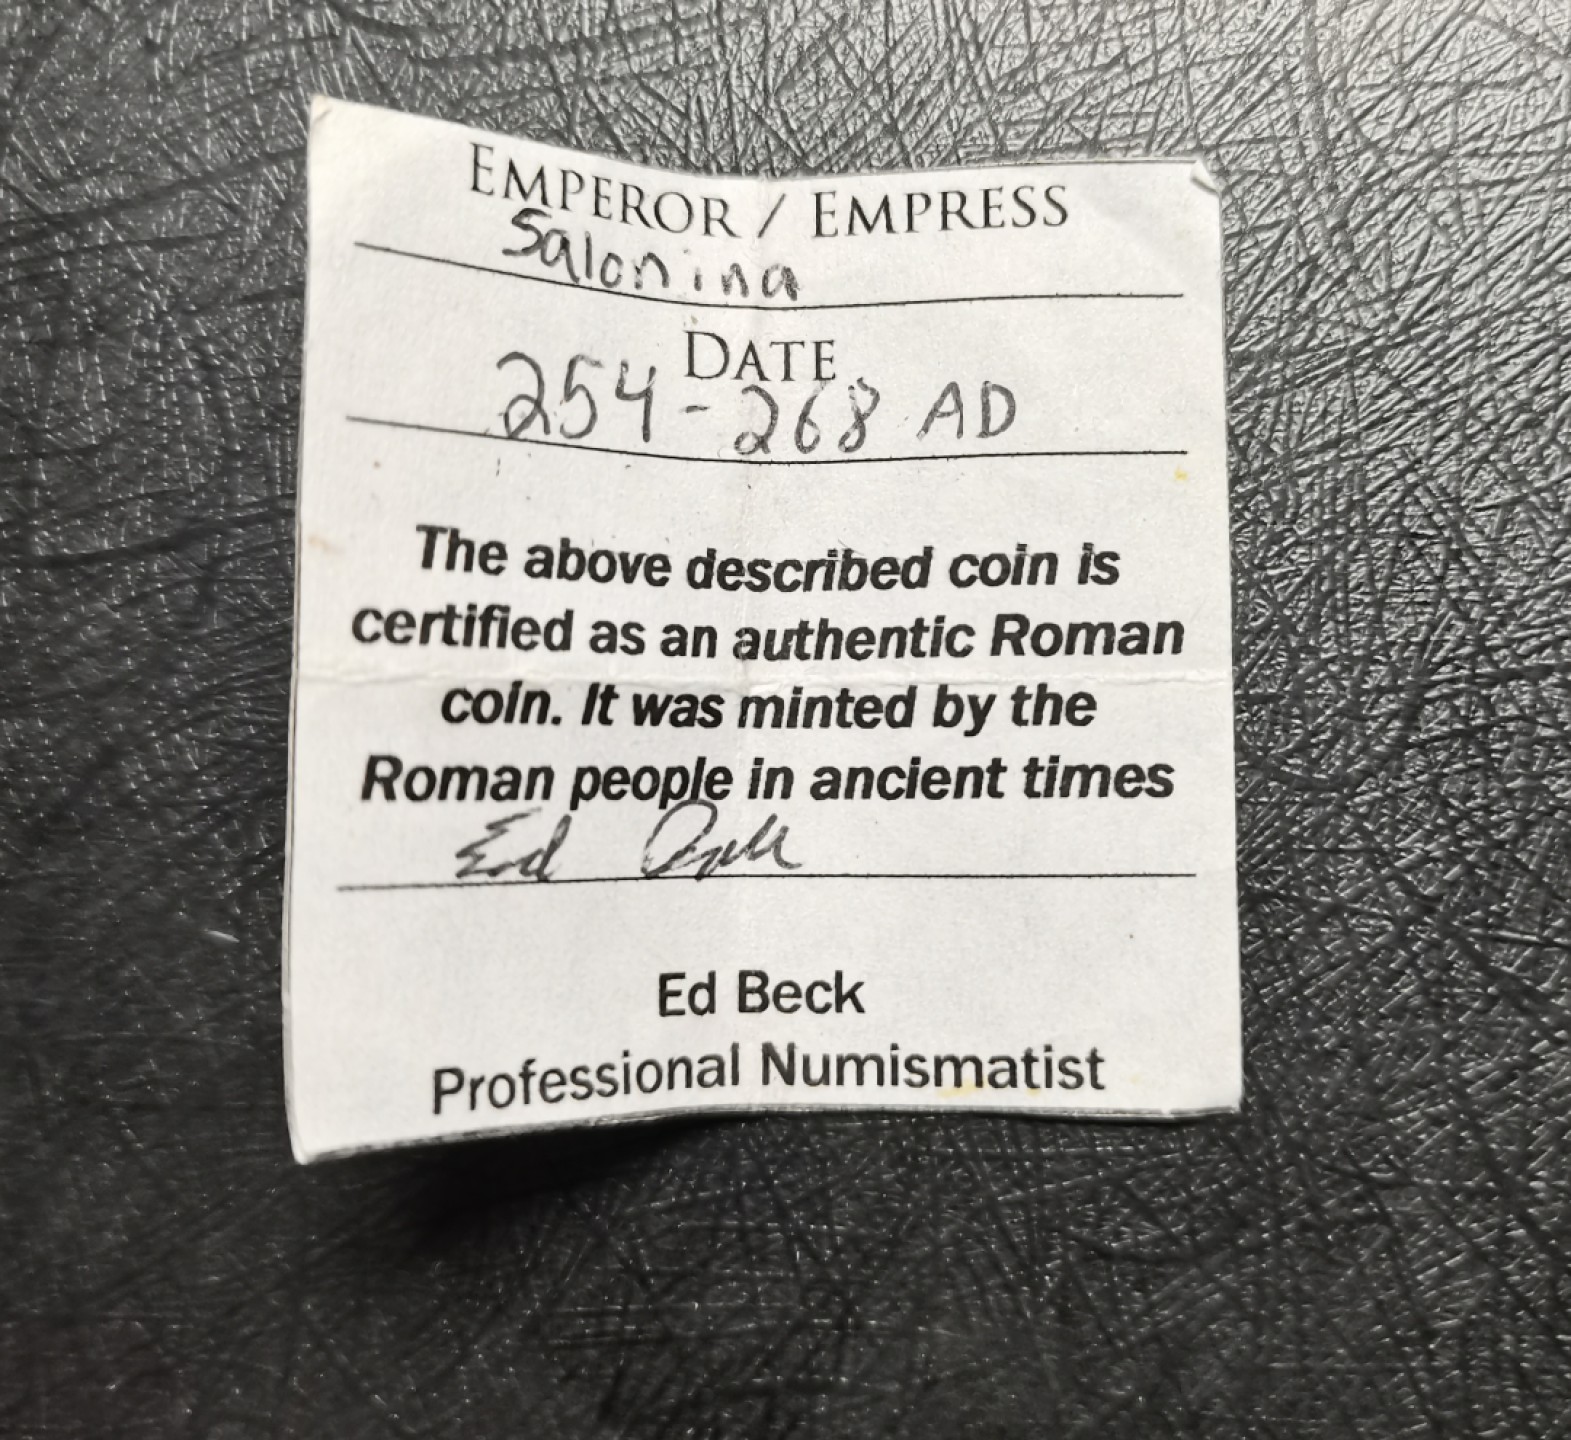 EMPEROR / EMPRESS
Salonina
DATE
254-268 AD
The above described coin is
certified as an authentic Roman
coin. It was minted by the
Roman people in ancient times
Ed
Ed Beck
Professional Numismatist